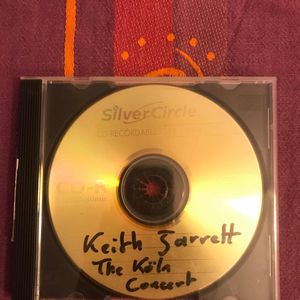 SilverCircle
CD-RECORDABLE
CD-R
Keith Jarrett
The Köln
Concert